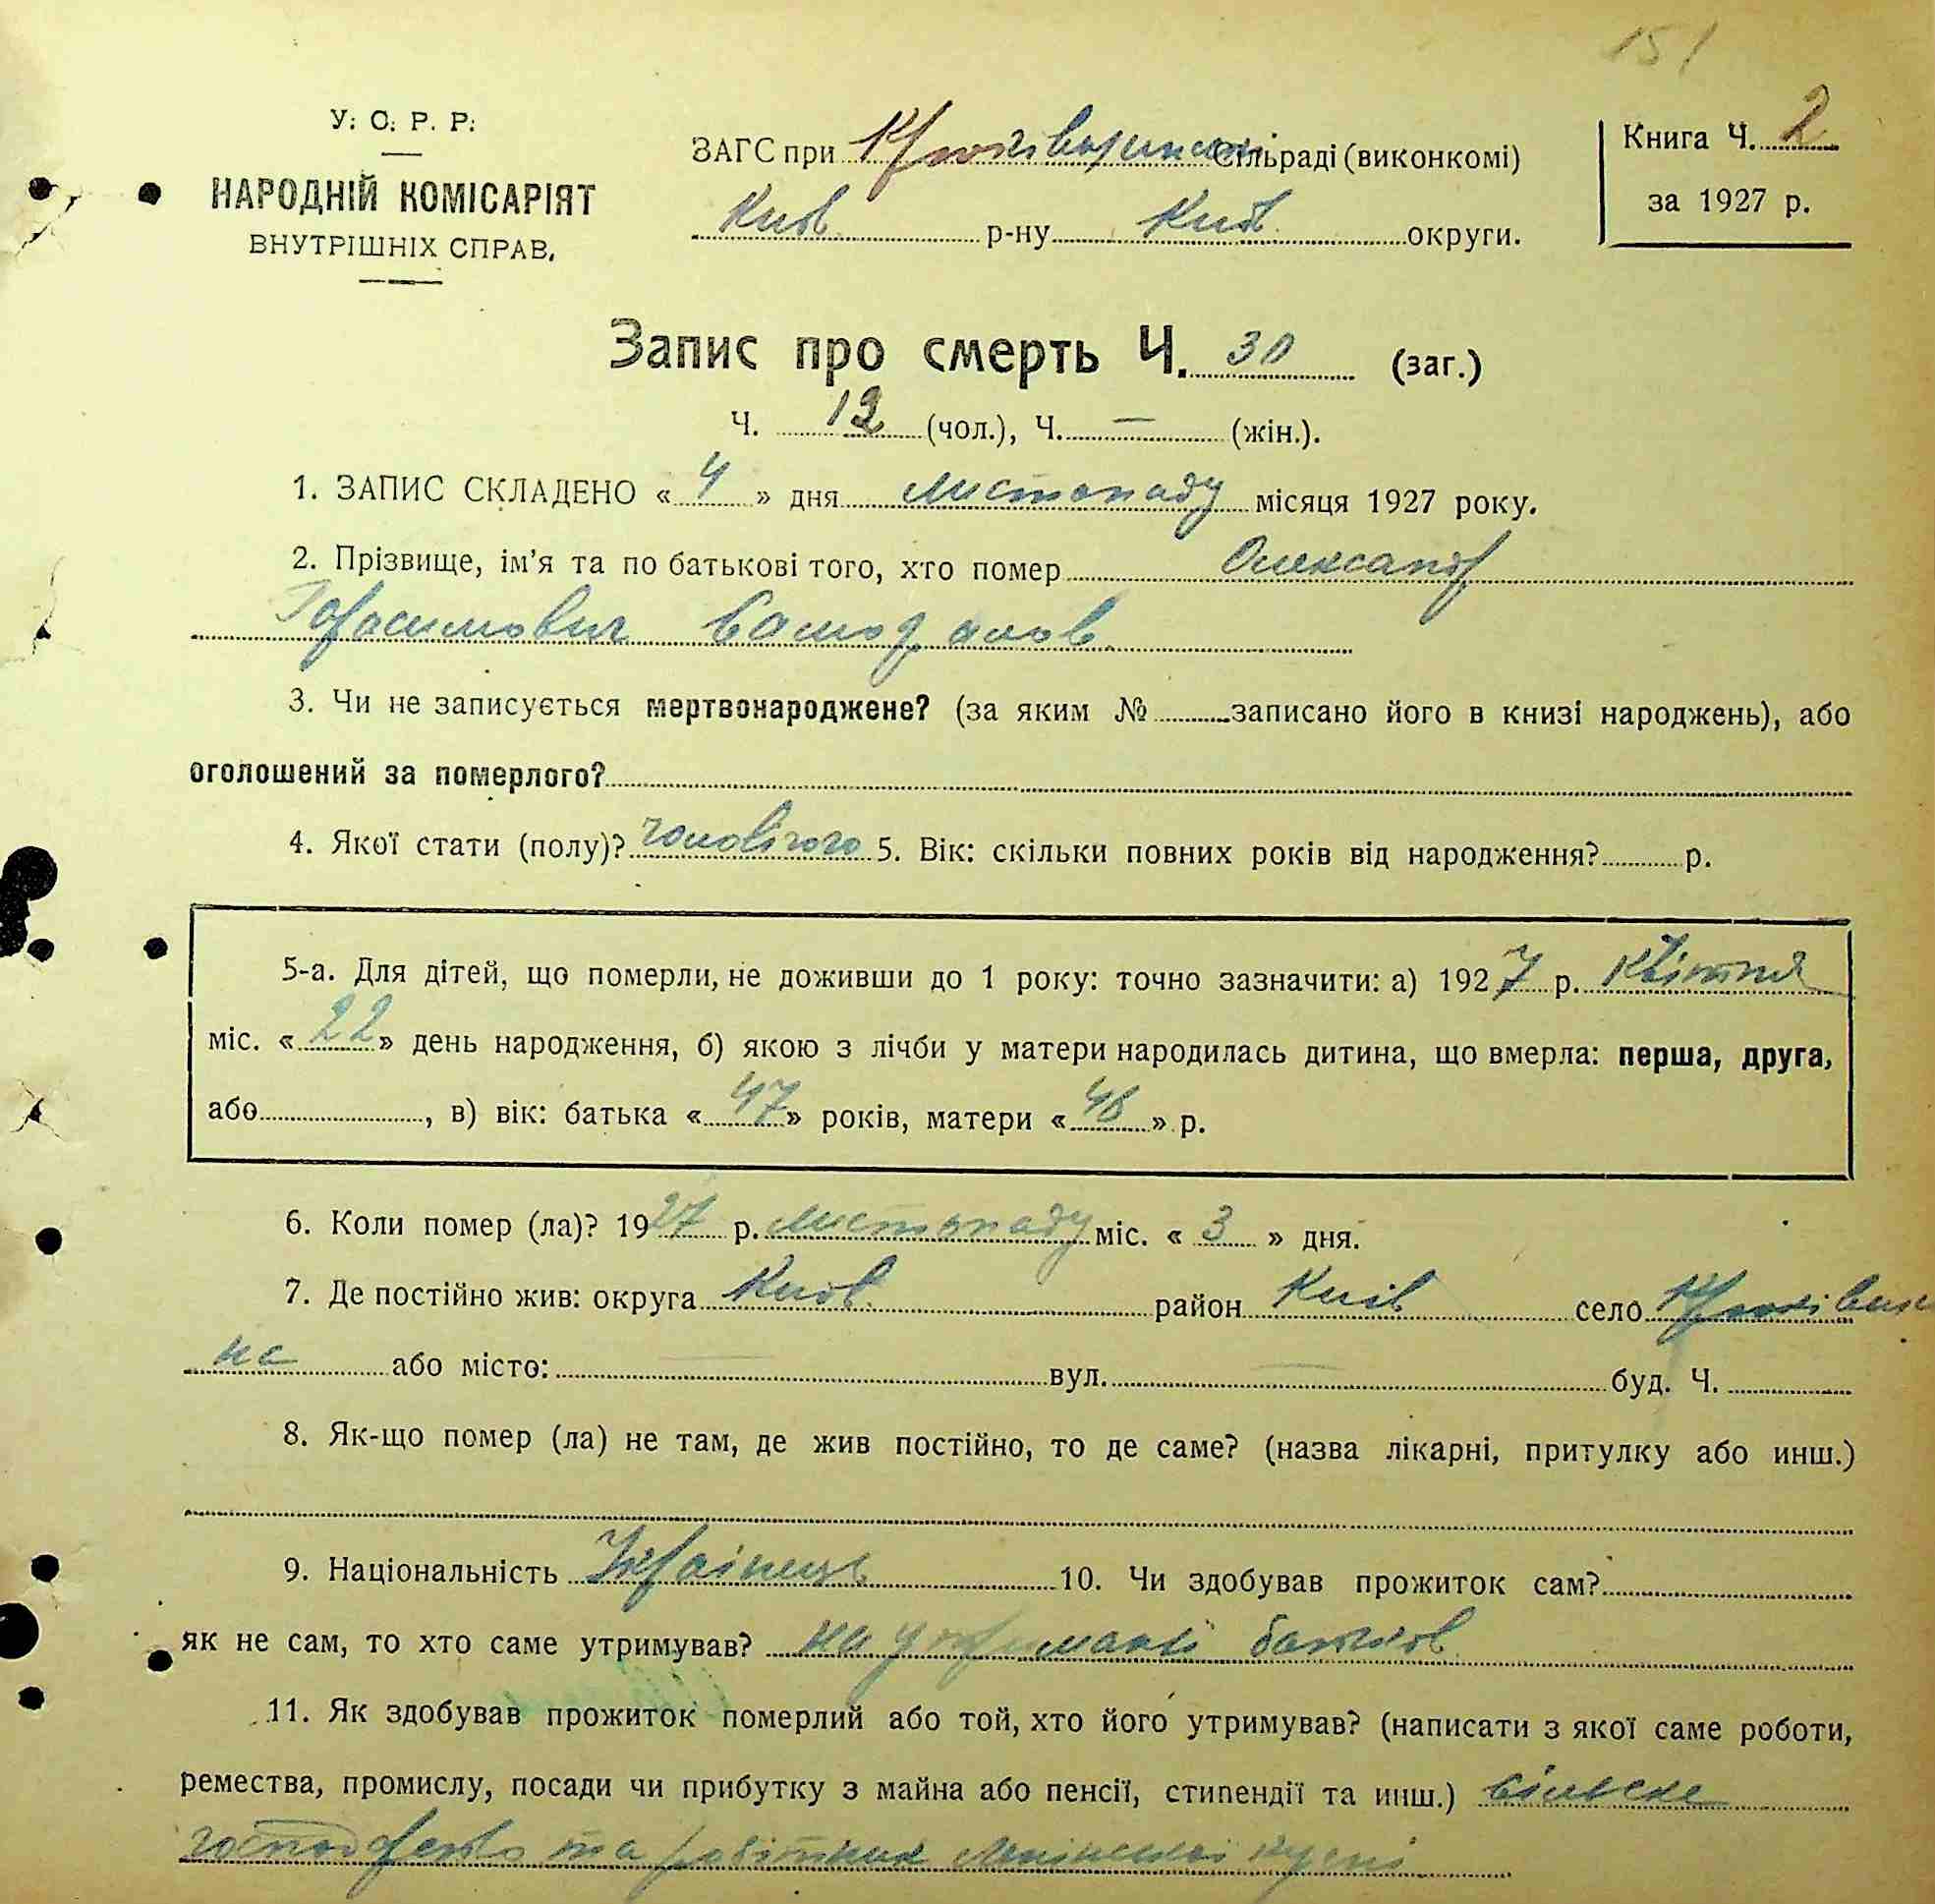 151
У. С. Р. Р.
НАРОДНІЙ КОМІСАРІЯТ
ВНУТРІШНІХ СПРАВ.
ЗАГС при Крюківщинськ Сільраді (виконкомі)
Київ р-ну Київ округи.
Книга Ч. 2
за 1927 р.
Запис про смерть Ч. 30 (заг.)
Ч. 12 (чол.), Ч. — (жін.).
1. ЗАПИС СКЛАДЕНО « 4 » дня листопаду місяця 1927 року.
2. Прізвище, ім'я та по батькові того, хто помер Олександр
Гарасимович
3. Чи не записується мертвонароджене? (за яким № записано його в книзі народжень), або
оголошений за померлого?
4. Якої стати (полу)? чоловічого 5. Вік: скільки повних років від народження? р.
5-а. Для дітей, що померли, не доживши до 1 року: точно зазначити: а) 1927 р. Квітня
міс. « 22 » день народження, б) якою з лічби у матери народилась дитина, що вмерла: перша, друга,
або , в) вік: батька « 47 » років, матери « 46 » р.
6. Коли помер (ла)? 1927 р. листопаду міс. « 3 » дня.
7. Де постійно жив: округа Київ район Київ село Крюківщи
на або місто: — вул. — буд. Ч.
8. Як-що помер (ла) не там, де жив постійно, то де саме? (назва лікарні, притулку або инш.)
9. Національність Українець 10. Чи здобував прожиток сам?
як не сам, то хто саме утримував? на утриманні батьків
11. Як здобував прожиток померлий або той, хто його утримував? (написати з якої саме роботи,
ремества, промислу, посади чи прибутку з майна або пенсії, стипендії та инш.) сільське
господарство та робітник Ленінської кузні